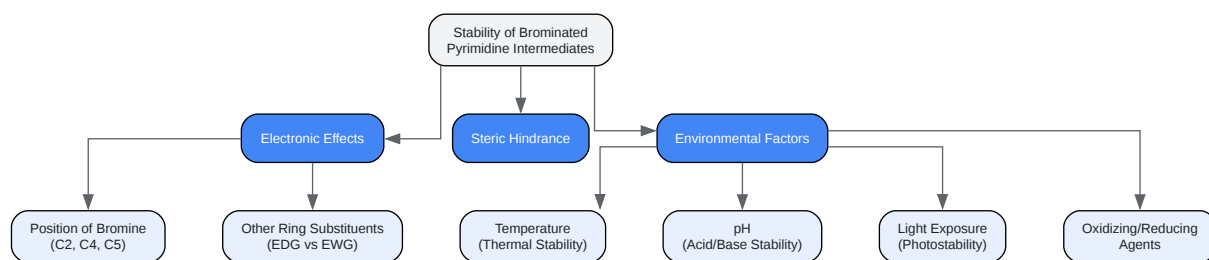 Stability of Brominated
Pyrimidine Intermediates
Electronic Effects
Steric Hindrance
Environmental Factors
Position of Bromine
(C2, C4, C5)
Other Ring Substituents
(EDG vs EWG)
Temperature
(Thermal Stability)
pH
(Acid/Base Stability)
Light Exposure
(Photostability)
Oxidizing/Reducing
Agents